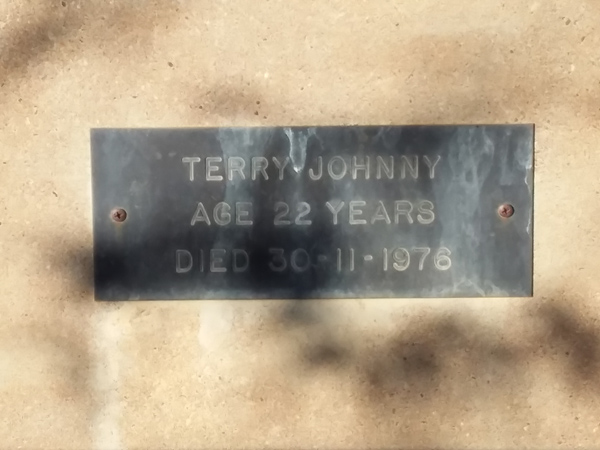 TERRY JOHNNY
AGE 22 YEARS
DIED 30-11-1976